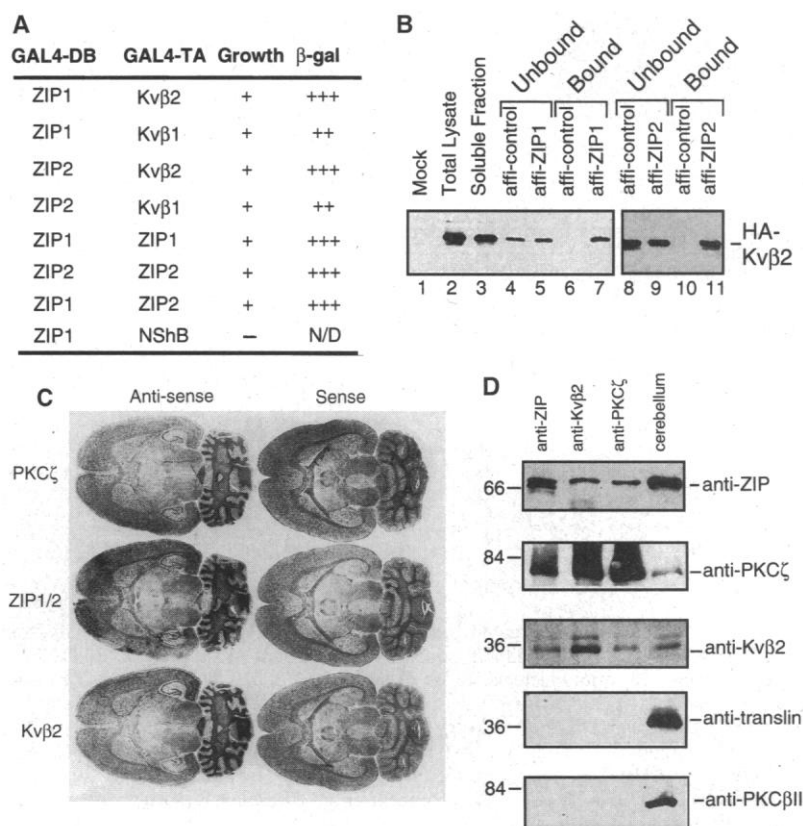 A
GAL4-DB GAL4-TA Growth β-gal
ZIP1 Kvβ2 + +++
ZIP1 Kvβ1 + ++
ZIP2 Kvβ2 + +++
ZIP2 Kvβ1 + ++
ZIP1 ZIP1 + +++
ZIP2 ZIP2 + +++
ZIP1 ZIP2 + +++
ZIP1 NShB − N/D
B
Unbound Bound Unbound Bound
Mock
Total Lysate
Soluble Fraction
affi-control
affi-ZIP1
affi-control
affi-ZIP1
affi-control
affi-ZIP2
affi-control
affi-ZIP2
HA-
Kvβ2
1 2 3 4 5 6 7 8 9 10 11
C
Anti-sense Sense
PKCζ
ZIP1/2
Kvβ2
D
anti-ZIP
anti-Kvβ2
anti-PKCζ
cerebellum
66 anti-ZIP
84 anti-PKCζ
36 anti-Kvβ2
36 anti-translin
84 anti-PKCβII